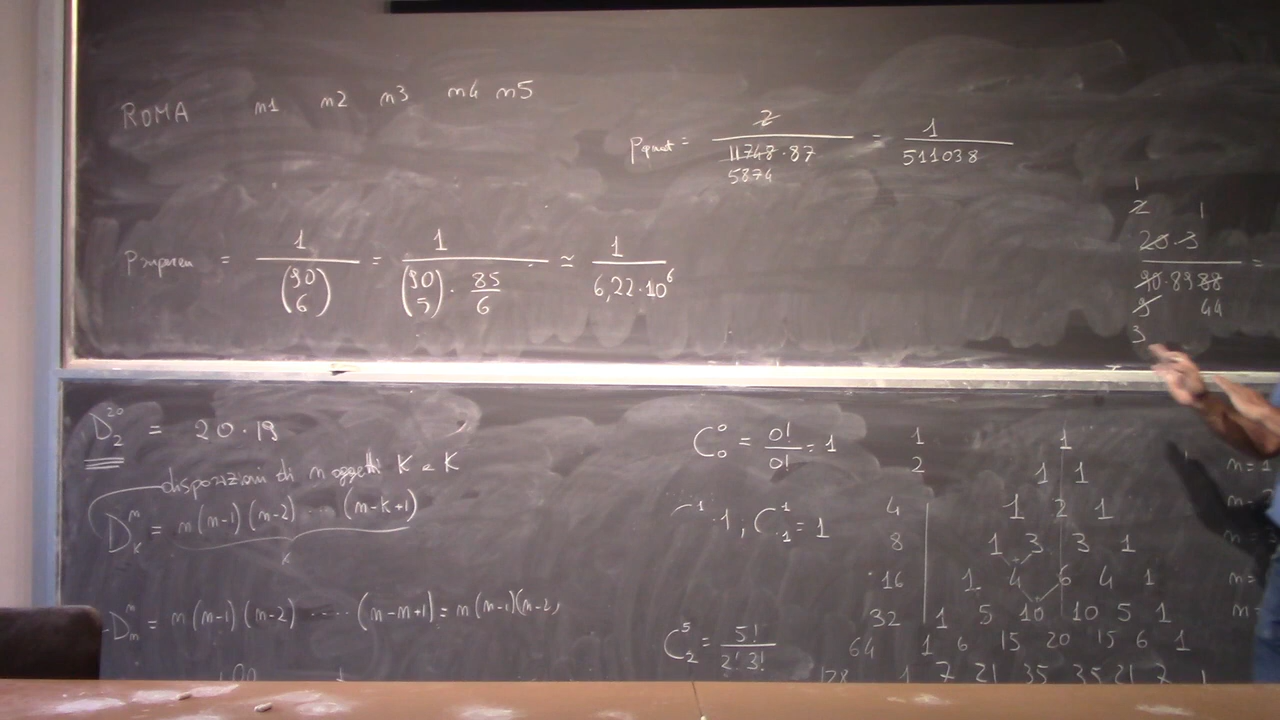 ROMA m1 m2 m3 m4 m5
= 2 / 11748·87 = 1 / 511038
5874
= 1 / (90 6) = 1 / (90 5) · 85/6 ≃ 1 / 6,22·10⁶
1
2 1
20·3
90·89 88 =
9 44
3
D₂²⁰ = 20·19
disposizioni di n oggetti K a K
Dₖⁿ = n(n-1)(n-2) ... (n-k+1)
K
Dₙⁿ = n(n-1)(n-2) ..... (n-n+1) = n(n-1)(n-2)
C₀⁰ = 0!/0! = 1
1, C₁¹ = 1
C₂⁵ = 5!/2!3!
1 1
2 1 1
4 1 2 1
8 1 3 3 1
16 1 4 6 4 1
32 1 5 10 10 5 1
64 1 6 15 20 15 6 1
128 1 7 21 35 35 21 7 1